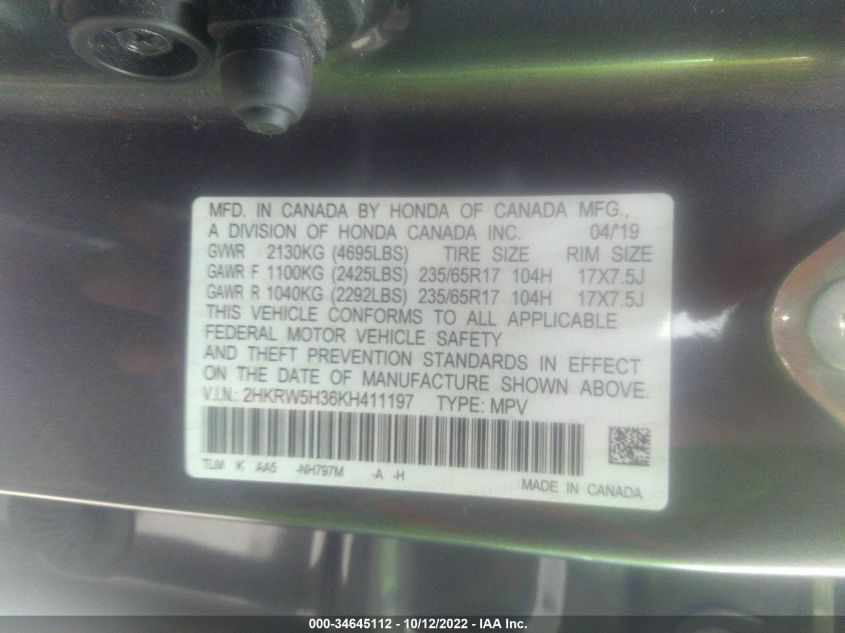 MFD. IN CANADA BY HONDA OF CANADA MFG.,
A DIVISION OF HONDA CANADA INC. 04/'19
GVWR 2130KG (4695LBS) TIRE SIZE RIM SIZE
GAWR F 1100KG (2425LBS) 235/65R17 104H 17X7.5J
GAWR R 1040KG (2292LBS) 235/65R17 104H 17X7.5J
THIS VEHICLE CONFORMS TO ALL APPLICABLE
FEDERAL MOTOR VEHICLE SAFETY
AND THEFT PREVENTION STANDARDS IN EFFECT
ON THE DATE OF MANUFACTURE SHOWN ABOVE.
V.I.N.: 2HKRW5H36KH411197 TYPE: MPV
TLM K AA5 -NH797M -A -H
MADE IN CANADA
000-34645112 - 10/12/2022 - IAA Inc.